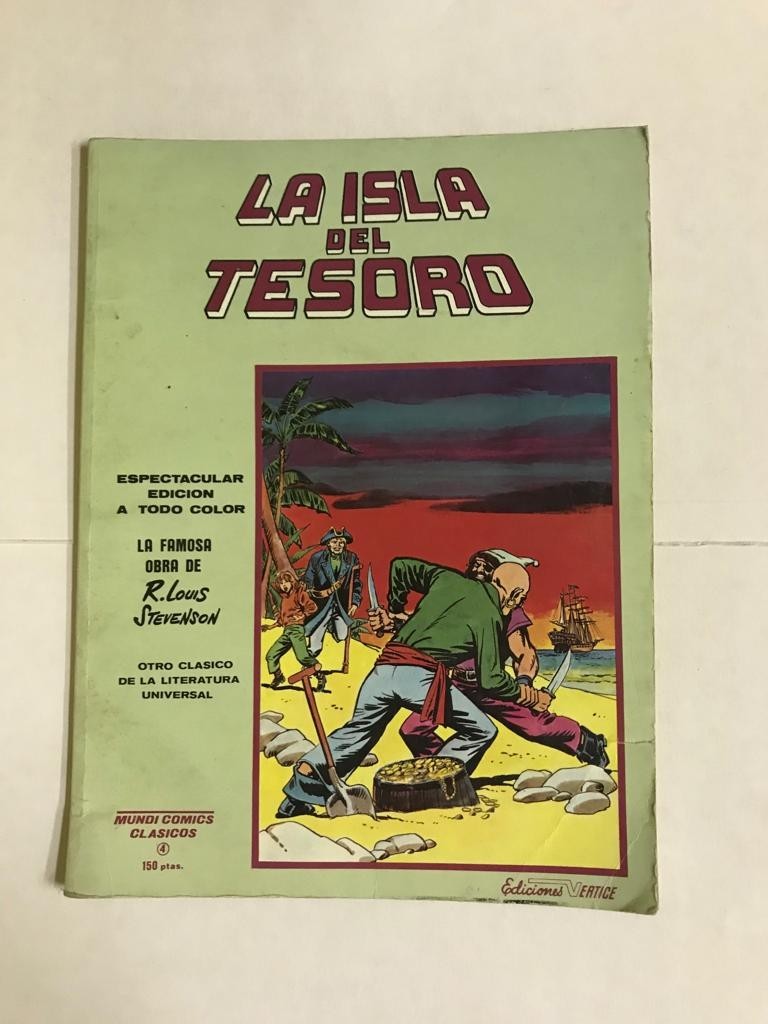 LA ISLA
DEL
TESORO
ESPECTACULAR
EDICION
A TODO COLOR
LA FAMOSA
OBRA DE
R. LOUIS
STEVENSON
OTRO CLASICO
DE LA LITERATURA
UNIVERSAL
MUNDI COMICS
CLASICOS
4
150 ptas.
Ediciones VERTICE